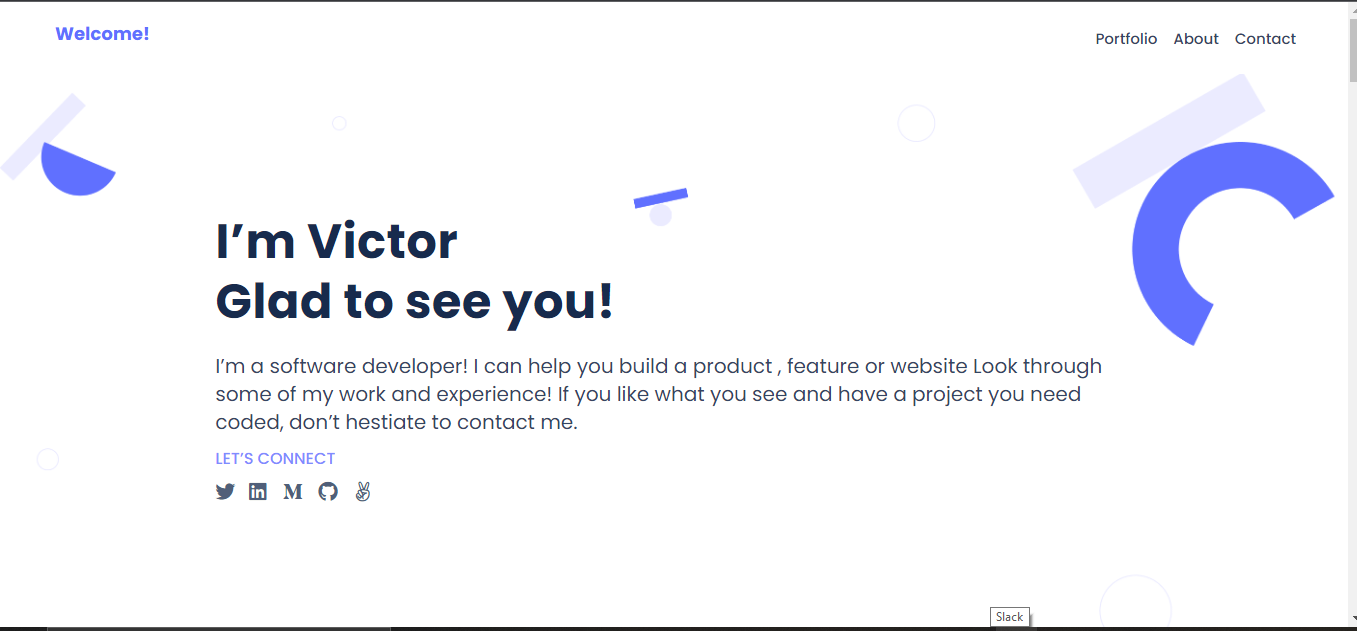 Welcome!
Portfolio About Contact
I’m Victor
Glad to see you!
I’m a software developer! I can help you build a product , feature or website Look through
some of my work and experience! If you like what you see and have a project you need
coded, don’t hestiate to contact me.
LET’S CONNECT
Slack